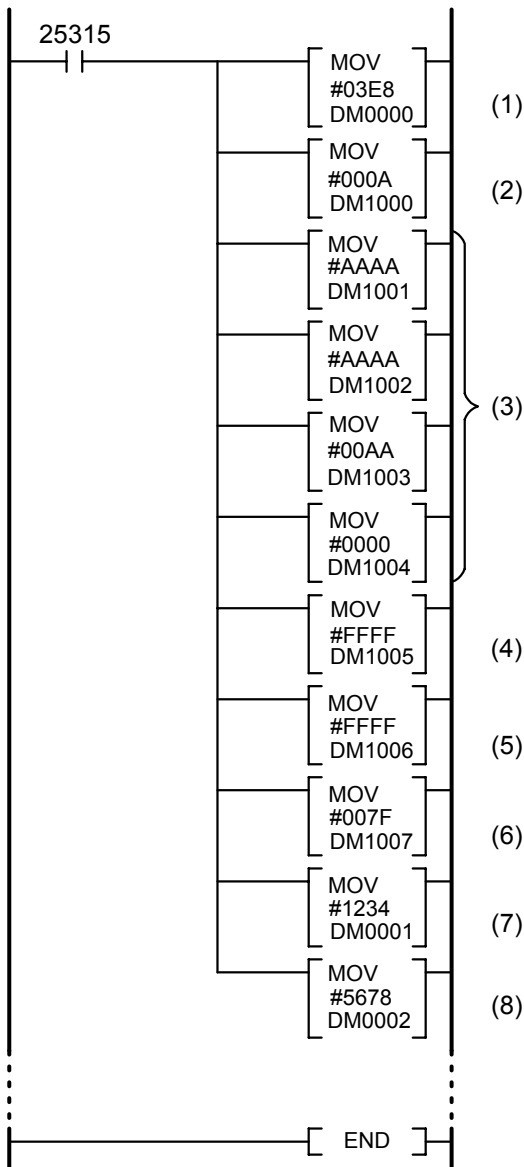 25315
MOV
#03E8
DM0000
(1)
MOV
#000A
DM1000
(2)
MOV
#AAAA
DM1001
MOV
#AAAA
DM1002
(3)
MOV
#00AA
DM1003
MOV
#0000
DM1004
MOV
#FFFF
DM1005
(4)
MOV
#FFFF
DM1006
(5)
MOV
#007F
DM1007
(6)
MOV
#1234
DM0001
(7)
MOV
#5678
DM0002
(8)
END